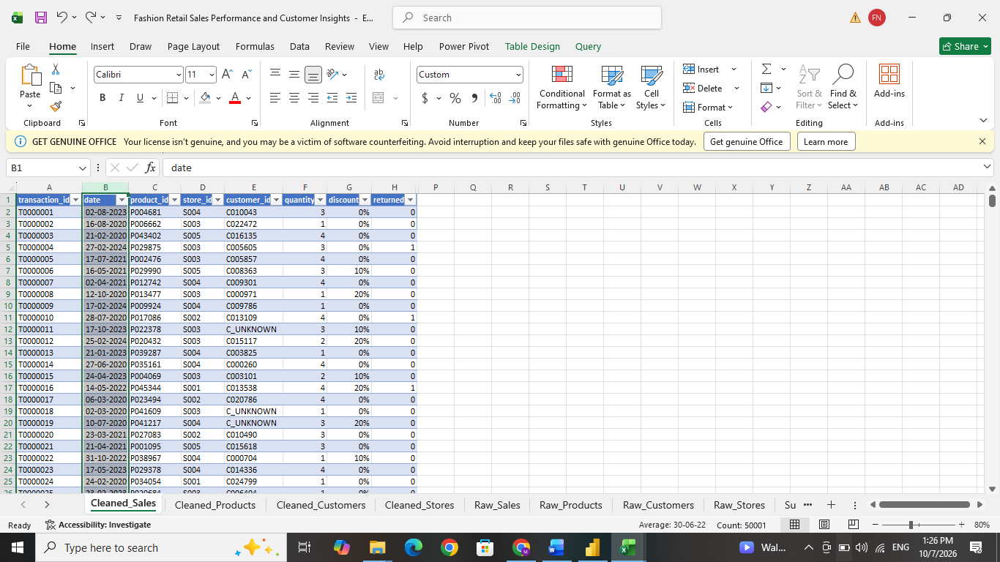 Fashion Retail Sales Performance and Customer Insights - E...
Search
FN
File Home Insert Draw Page Layout Formulas Data Review View Help Power Pivot Table Design Query
Share
Paste
Calibri 11
B I U
ab
Custom
$ %
Conditional Formatting
Format as Table
Cell Styles
Insert
Delete
Format
Sort & Filter
Find & Select
Add-ins
Clipboard Font Alignment Number Styles Cells Editing Add-ins
GET GENUINE OFFICE Your license isn't genuine, and you may be a victim of software counterfeiting. Avoid interruption and keep your files safe with genuine Office today. Get genuine Office Learn more
B1 fx date
A B C D E F G H P Q R S T U V W X Y Z AA AB AC AD
1 transaction_id date product_id store_id customer_id quantity discount returned
2 T0000001 02-08-2023 P004681 S004 C010043 3 0% 0
3 T0000002 16-08-2020 P006662 S003 C022472 1 0% 0
4 T0000003 21-02-2020 P043402 S005 C016135 4 0% 0
5 T0000004 27-02-2024 P029875 S003 C005605 3 0% 1
6 T0000005 17-07-2021 P002476 S003 C005857 4 0% 0
7 T0000006 16-05-2021 P029990 S005 C008363 3 10% 0
8 T0000007 02-04-2021 P012742 S004 C009301 4 0% 0
9 T0000008 12-10-2020 P013477 S003 C000971 1 20% 0
10 T0000009 17-02-2024 P009924 S004 C009786 1 0% 0
11 T0000010 28-07-2020 P017086 S002 C013109 4 0% 1
12 T0000011 17-10-2023 P022378 S003 C_UNKNOWN 3 10% 0
13 T0000012 25-02-2024 P020432 S003 C015117 2 20% 0
14 T0000013 21-01-2023 P039287 S004 C003825 1 0% 0
15 T0000014 27-06-2020 P035161 S004 C000260 4 0% 0
16 T0000015 24-04-2023 P004069 S003 C003101 2 10% 0
17 T0000016 14-05-2022 P045344 S001 C013538 4 20% 1
18 T0000017 06-03-2020 P023494 S002 C020786 4 0% 0
19 T0000018 02-03-2020 P041609 S003 C_UNKNOWN 1 0% 0
20 T0000019 10-07-2020 P041217 S004 C_UNKNOWN 3 20% 0
21 T0000020 23-03-2021 P027083 S002 C010490 3 0% 0
22 T0000021 21-04-2021 P001095 S005 C015618 3 0% 0
23 T0000022 31-10-2022 P038967 S004 C000704 1 10% 0
24 T0000023 17-05-2023 P029378 S004 C014336 4 0% 0
25 T0000024 24-02-2020 P034054 S001 C024799 1 0% 0
Cleaned_Sales Cleaned_Products Cleaned_Customers Cleaned_Stores Raw_Sales Raw_Products Raw_Customers Raw_Stores Su
Ready Accessibility: Investigate Average: 30-06-22 Count: 50001 80%
Type here to search
Wal...
ENG
1:26 PM
10/7/2026